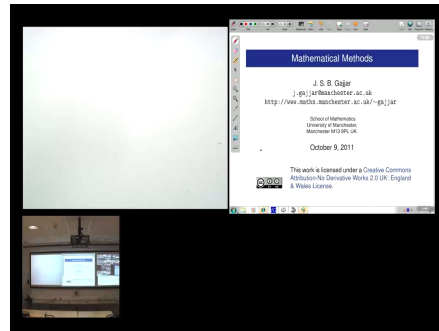 Mathematical Methods
J. S. B. Gajjar
j.gajjar@manchester.ac.uk
http://www.maths.manchester.ac.uk/~gajjar
School of Mathematics
University of Manchester,
Manchester M13 9PL UK.
October 9, 2011
This work is licensed under a Creative Commons
Attribution-No Derivative Works 2.0 UK: England
& Wales License.